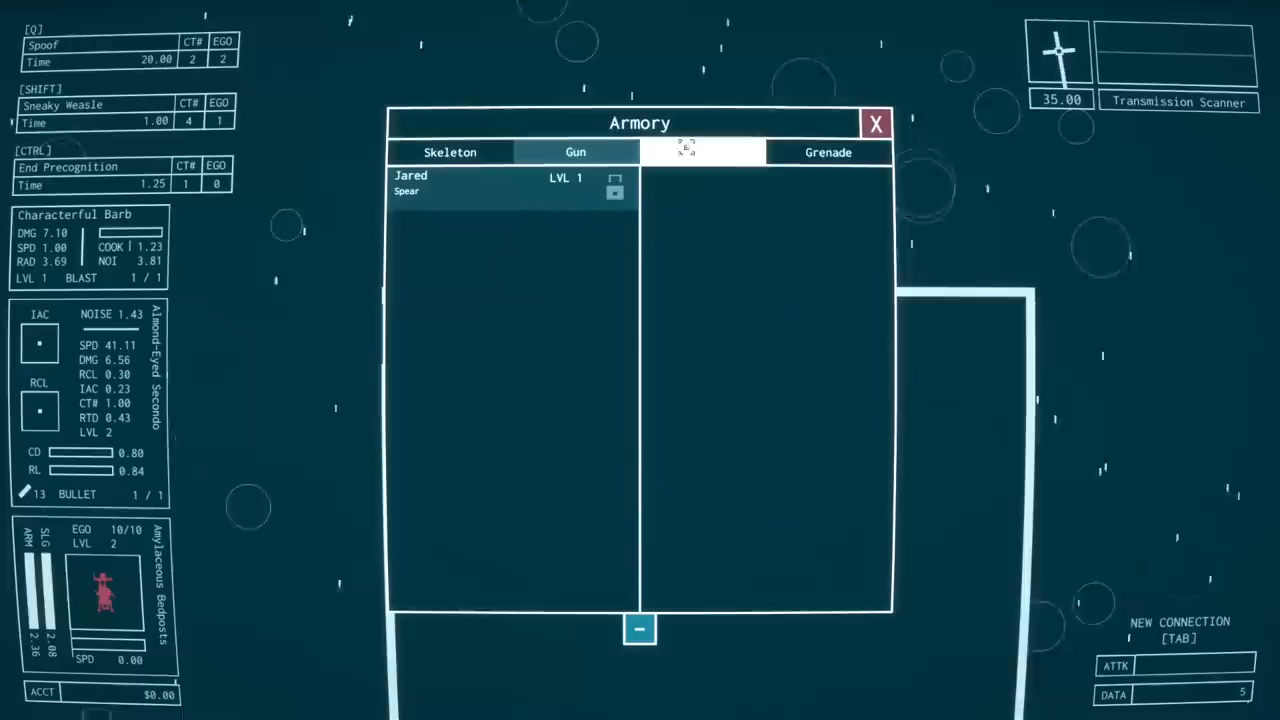 [Q]
Spoof CT# EGO
Time 20.00 2 2
[SHIFT]
Sneaky Weasle CT# EGO
Time 1.00 4 1
[CTRL]
End Precognition CT# EGO
Time 1.25 1 0
Characterful Barb
DMG 7.10
SPD 1.00 COOK 1.23
RAD 3.69 NOI 3.81
LVL 1 BLAST 1 / 1
IAC NOISE 1.43
Almond-Eyed Secondo
SPD 41.11
DMG 6.56
RCL RCL 0.30
IAC 0.23
CT# 1.00
RTD 0.43
LVL 2
CD 0.80
RL 0.84
13 BULLET 1 / 1
ARM SLG EGO 10/10
LVL 2
Amylaceous Bedposts
2.36 2.08
SPD 0.00
ACCT $0.00
Armory X
Skeleton Gun Grenade
Jared LVL 1
Spear
-
35.00 Transmission Scanner
NEW CONNECTION
[TAB]
ATTK
DATA 5